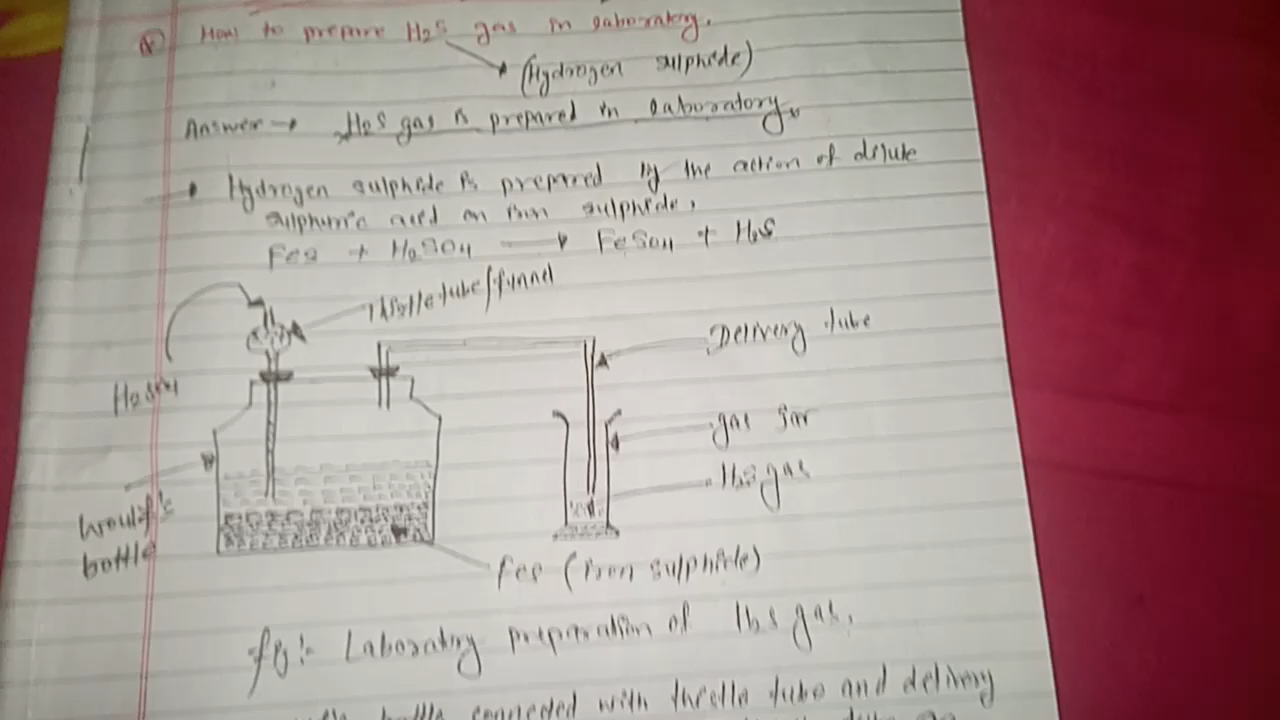 Q) How to prepare H2S gas in laboratory.
(Hydrogen sulphide)
Answer → H2S gas is prepared in laboratory.
• Hydrogen sulphide is prepared by the action of dilute
sulphuric acid on iron sulphide.
FeS + H2SO4 → FeSO4 + H2S
Thistle tube/funnel
Delivery tube
H2SO4
gas jar
H2S gas
Woulf's
bottle
FeS (iron sulphide)
fig:- Laboratory preparation of H2S gas.
bottle connected with thistle tube and delivery